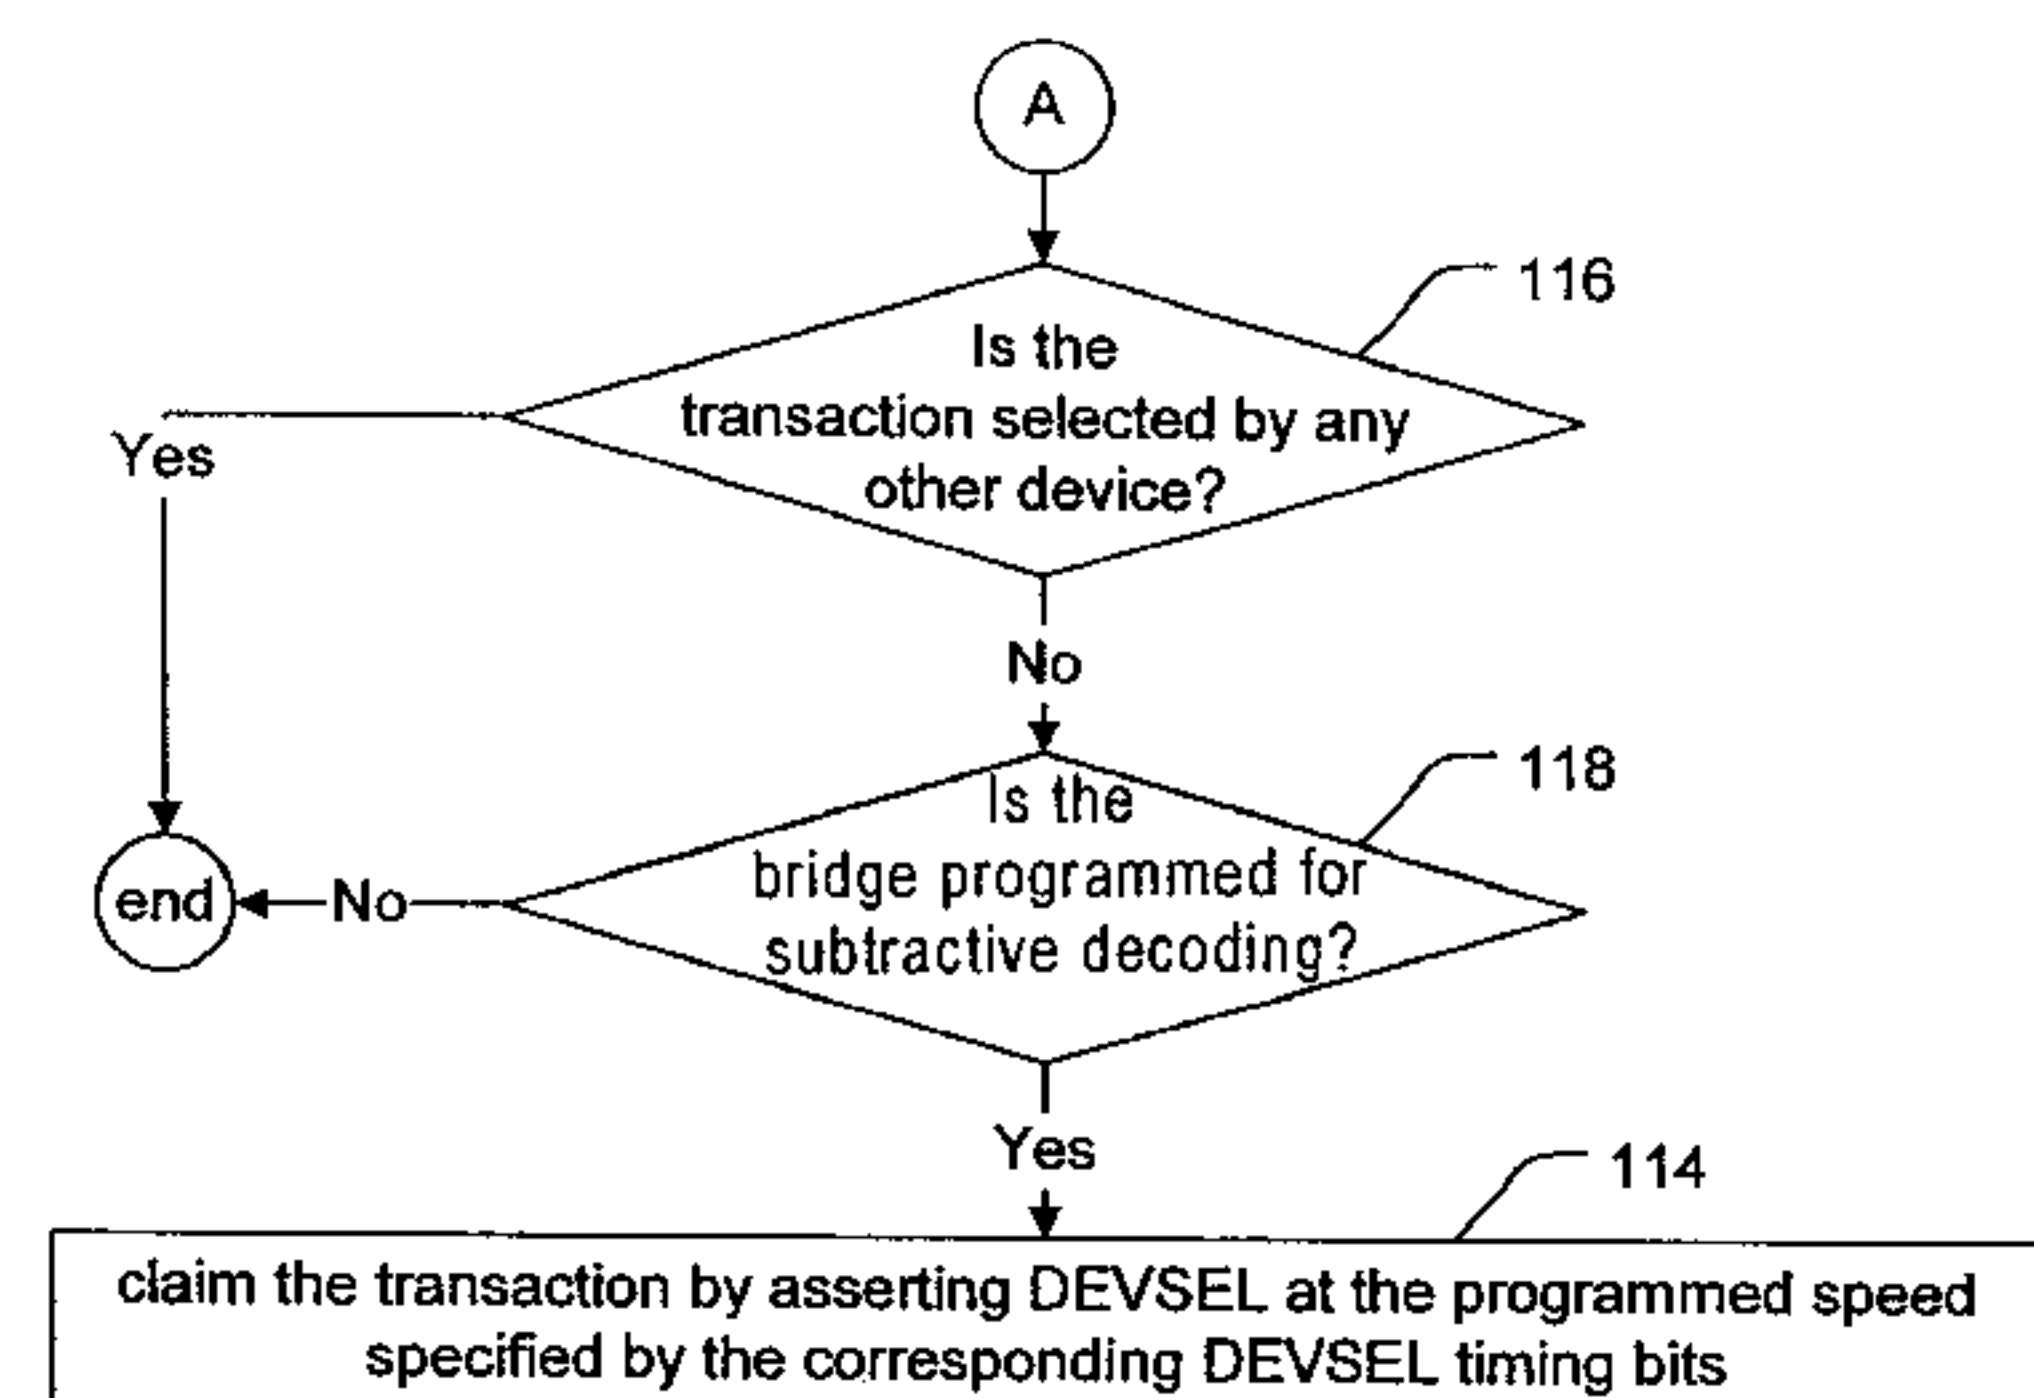 A
116
Is the
transaction selected by any
other device?
Yes
No
118
Is the
bridge programmed for
subtractive decoding?
end
No
Yes
114
claim the transaction by asserting DEVSEL at the programmed speed
specified by the corresponding DEVSEL timing bits